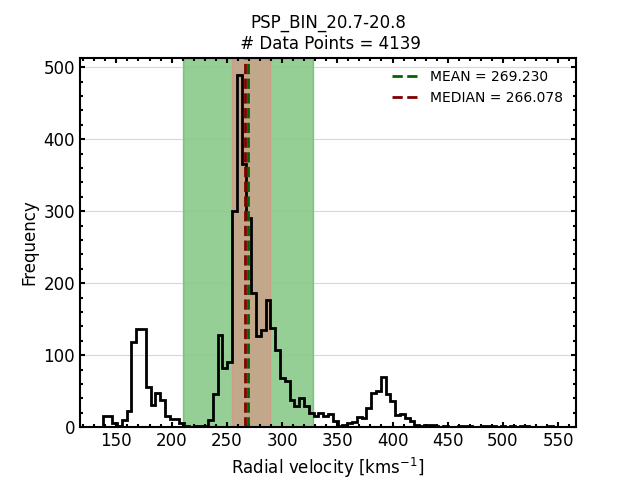 PSP_BIN_20.7-20.8
# Data Points = 4139
MEAN = 269.230
MEDIAN = 266.078
500
400
300
200
100
0
Frequency
150 200 250 300 350 400 450 500 550
Radial velocity [kms⁻¹]